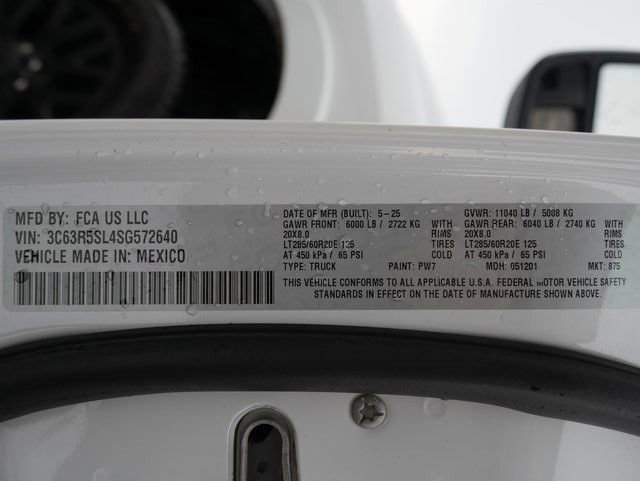 MFD BY: FCA US LLC
VIN: 3C63R5SL4SG572640
VEHICLE MADE IN: MEXICO
DATE OF MFR (BUILT): 5-25 GVWR: 11040 LB / 5008 KG
GAWR FRONT: 6000 LB / 2722 KG WITH GAWR REAR: 6040 LB / 2740 KG WITH
20X8.0 RIMS 20X8.0 RIMS
LT285/60R20E 125 TIRES LT285/60R20E 125 TIRES
AT 450 kPa / 65 PSI COLD AT 450 kPa / 65 PSI COLD
TYPE: TRUCK PAINT: PW7 MDH: 051201 MKT: 875
THIS VEHICLE CONFORMS TO ALL APPLICABLE U.S.A. FEDERAL MOTOR VEHICLE SAFETY
STANDARDS IN EFFECT ON THE DATE OF MANUFACTURE SHOWN ABOVE.